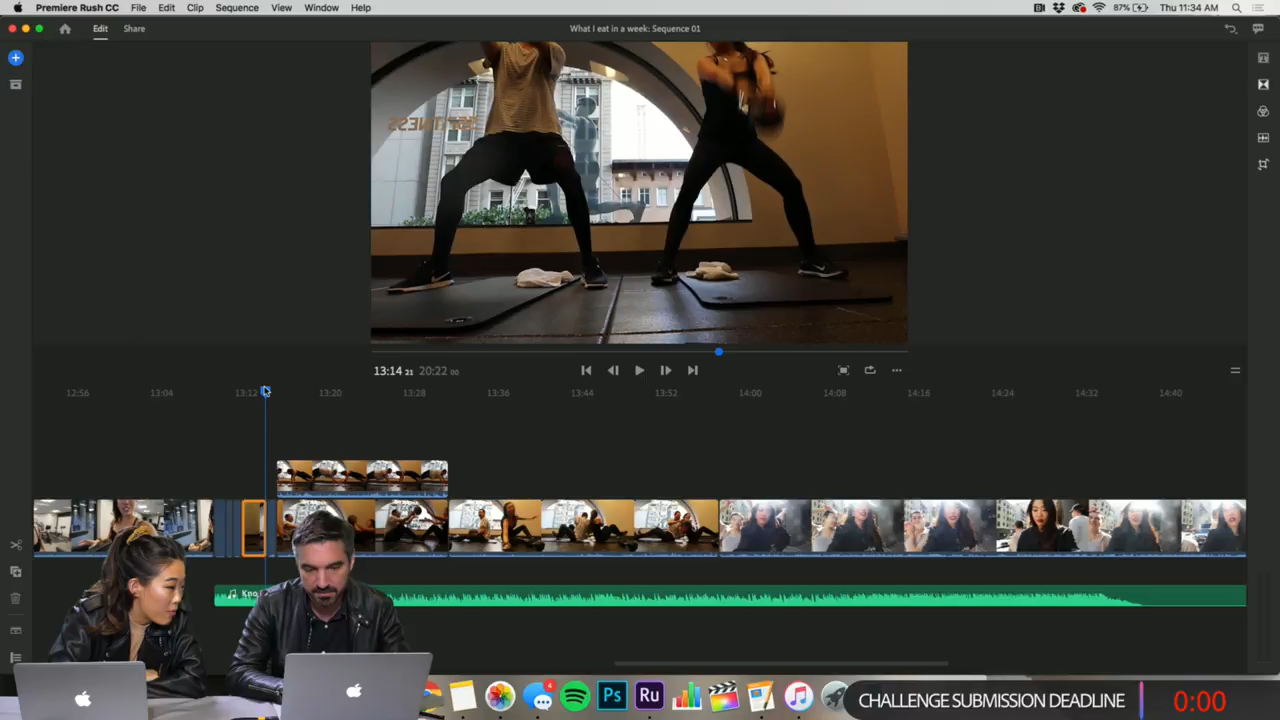 Premiere Rush CC File Edit Clip Sequence View Window Help 87% Thu 11:34 AM
Edit Share What I eat in a week: Sequence 01
13:14 21 20:22 00
12:56 13:04 13:12 13:20 13:28 13:36 13:44 13:52 14:00 14:08 14:16 14:24 14:32 14:40
4 Ps Ru
CHALLENGE SUBMISSION DEADLINE 0:00